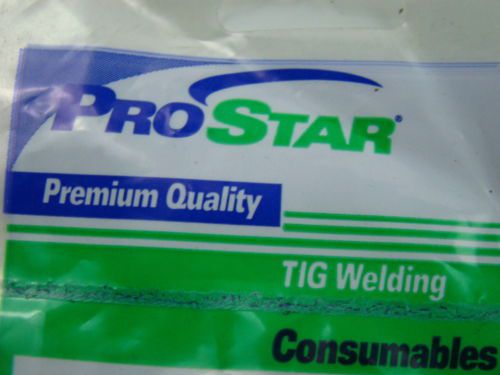 PROSTAR®
Premium Quality
TIG Welding
Consumables